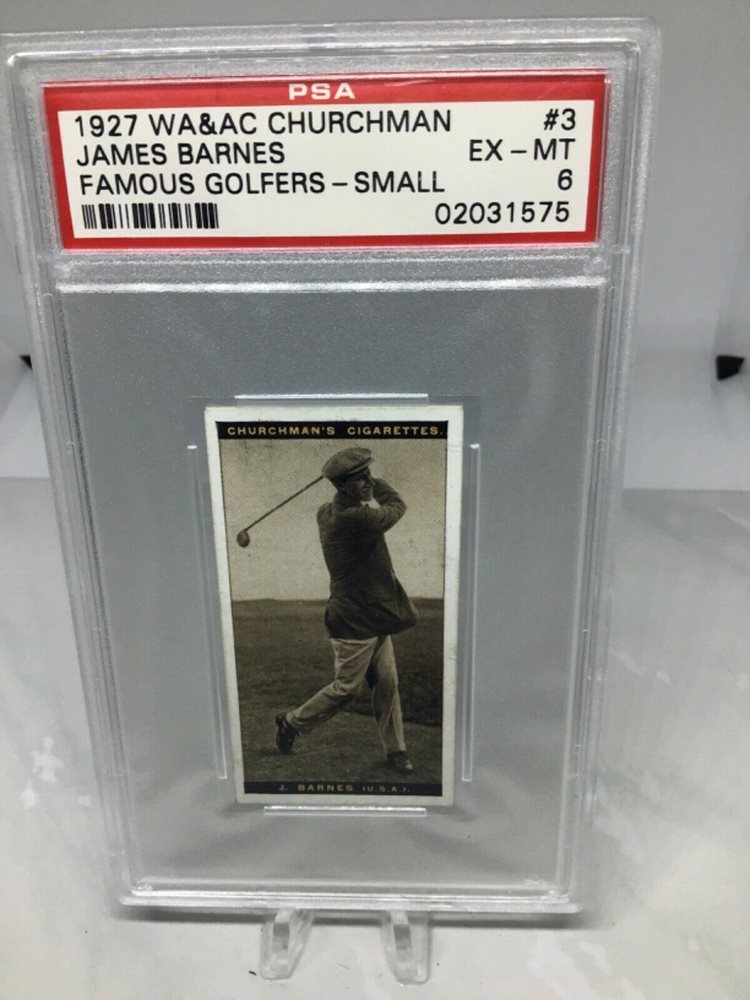 PSA
1927 WA&AC CHURCHMAN #3
JAMES BARNES EX – MT
FAMOUS GOLFERS – SMALL 6
02031575
CHURCHMAN'S CIGARETTES.
J. BARNES (U.S.A.).